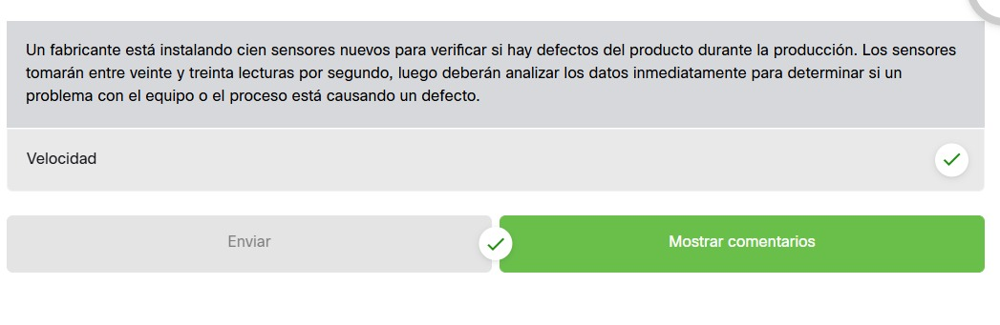 Un fabricante está instalando cien sensores nuevos para verificar si hay defectos del producto durante la producción. Los sensores
tomarán entre veinte y treinta lecturas por segundo, luego deberán analizar los datos inmediatamente para determinar si un
problema con el equipo o el proceso está causando un defecto.
Velocidad
Enviar
Mostrar comentarios